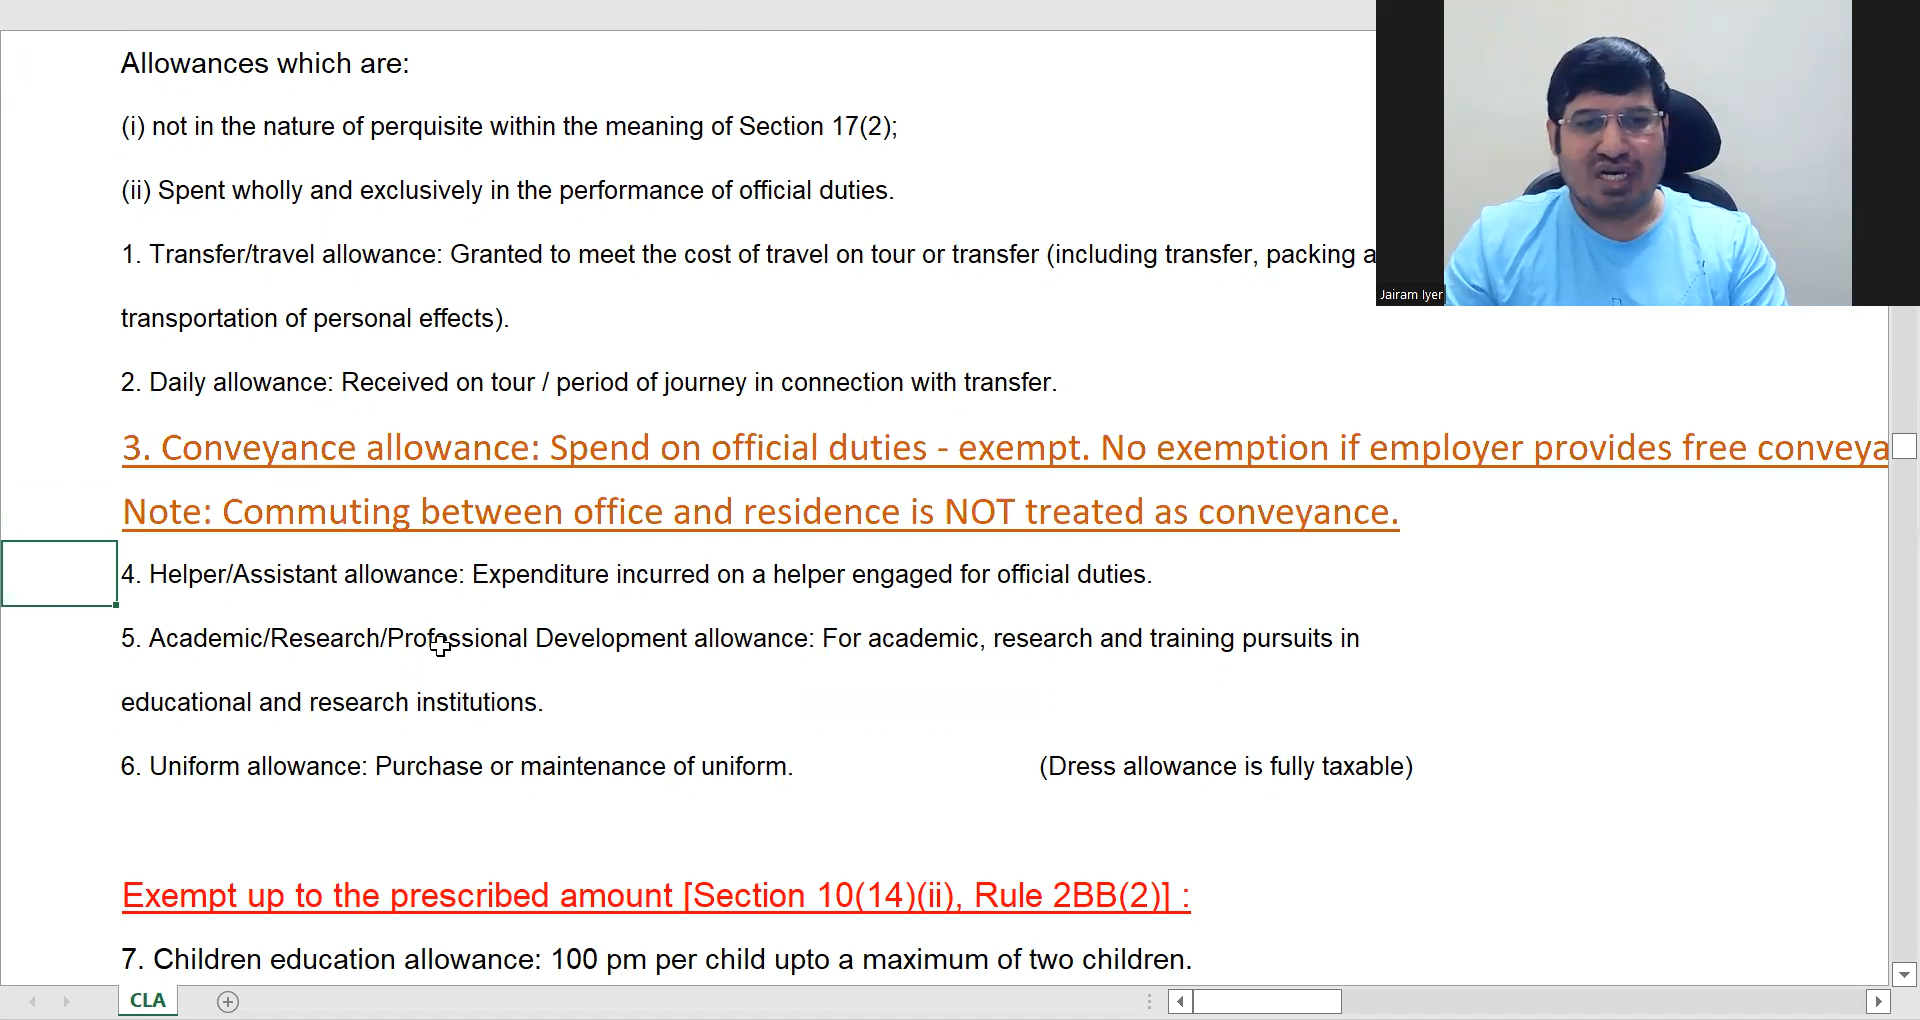 Allowances which are:
(i) not in the nature of perquisite within the meaning of Section 17(2);
(ii) Spent wholly and exclusively in the performance of official duties.
1. Transfer/travel allowance: Granted to meet the cost of travel on tour or transfer (including transfer, packing a
Jairam Iyer
transportation of personal effects).
2. Daily allowance: Received on tour / period of journey in connection with transfer.
3. Conveyance allowance: Spend on official duties - exempt. No exemption if employer provides free conveya
Note: Commuting between office and residence is NOT treated as conveyance.
4. Helper/Assistant allowance: Expenditure incurred on a helper engaged for official duties.
5. Academic/Research/Professional Development allowance: For academic, research and training pursuits in
educational and research institutions.
6. Uniform allowance: Purchase or maintenance of uniform. (Dress allowance is fully taxable)
Exempt up to the prescribed amount [Section 10(14)(ii), Rule 2BB(2)] :
7. Children education allowance: 100 pm per child upto a maximum of two children.
CLA